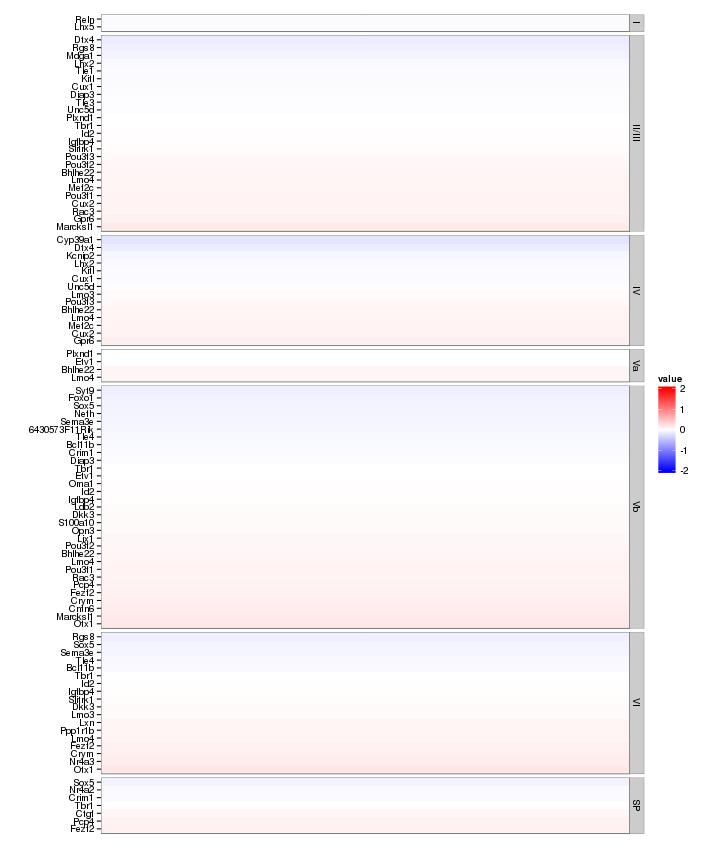 Reln
Lhx5
I
Dtx4
Rgs8
Mdga1
Lhx2
Tle1
Kitl
Cux1
Diap3
Tle3
Unc5d
Plxnd1
Tbr1
Id2
Igfbp4
Slitrk1
Pou3f3
Pou3f2
Bhlhe22
Lmo4
Mef2c
Pou3f1
Cux2
Rac3
Gpr6
Marcksl1
II/III
Cyp39a1
Dtx4
Kcnip2
Lhx2
Kitl
Cux1
Unc5d
Lmo3
Pou3f3
Bhlhe22
Lmo4
Mef2c
Cux2
Gpr6
IV
Plxnd1
Etv1
Bhlhe22
Lmo4
Va
Syt9
Foxo1
Sox5
Nefh
Sema3e
6430573F11Rik
Tle4
Bcl11b
Crim1
Diap3
Tbr1
Etv1
Oma1
Id2
Igfbp4
Ldb2
Dkk3
S100a10
Opn3
Lix1
Pou3f2
Bhlhe22
Lmo4
Pou3f1
Rac3
Pcp4
Fezf2
Crym
Cntn6
Marcksl1
Otx1
Vb
Rgs8
Sox5
Sema3e
Tle4
Bcl11b
Tbr1
Id2
Igfbp4
Slitrk1
Dkk3
Lmo3
Lxn
Ppp1r1b
Lmo4
Fezf2
Crym
Nr4a3
Otx1
VI
Sox5
Nr4a2
Crim1
Tbr1
Ctgf
Pcp4
Fezf2
SP
value
2
1
0
-1
-2